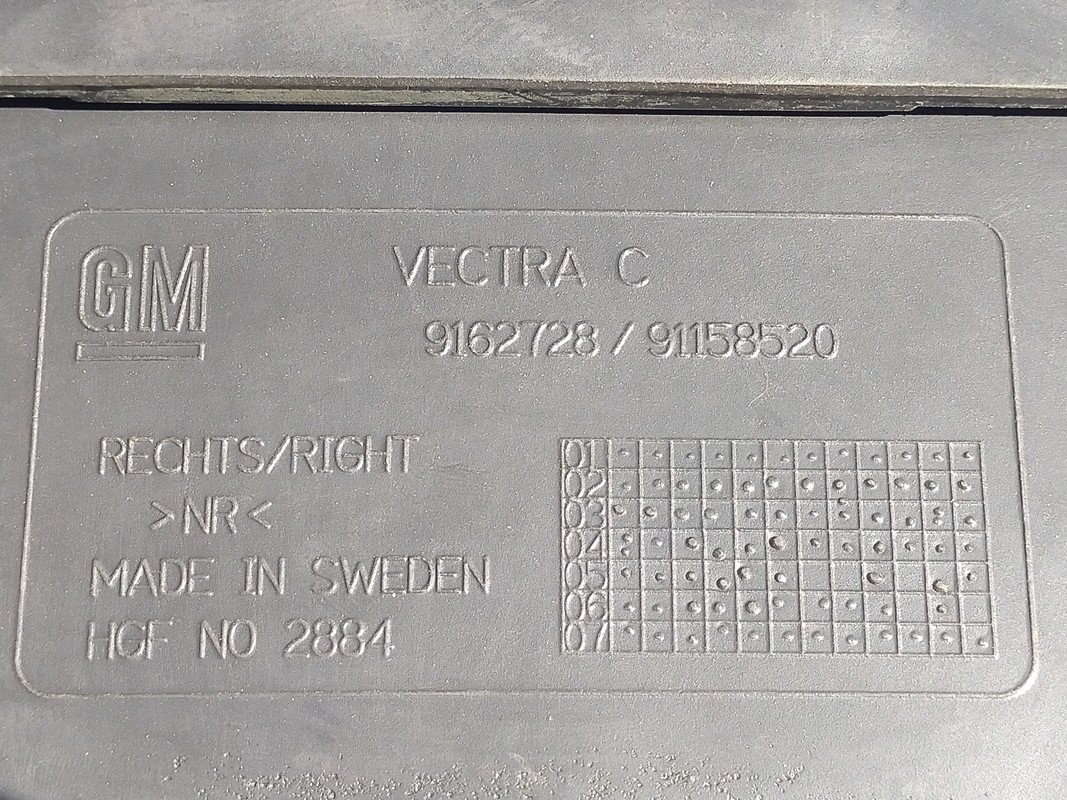 GM
VECTRA C
9162728 / 91158520
RECHTS/RIGHT
>NR<
MADE IN SWEDEN
HGF NO 2884
01
02
03
04
05
06
07